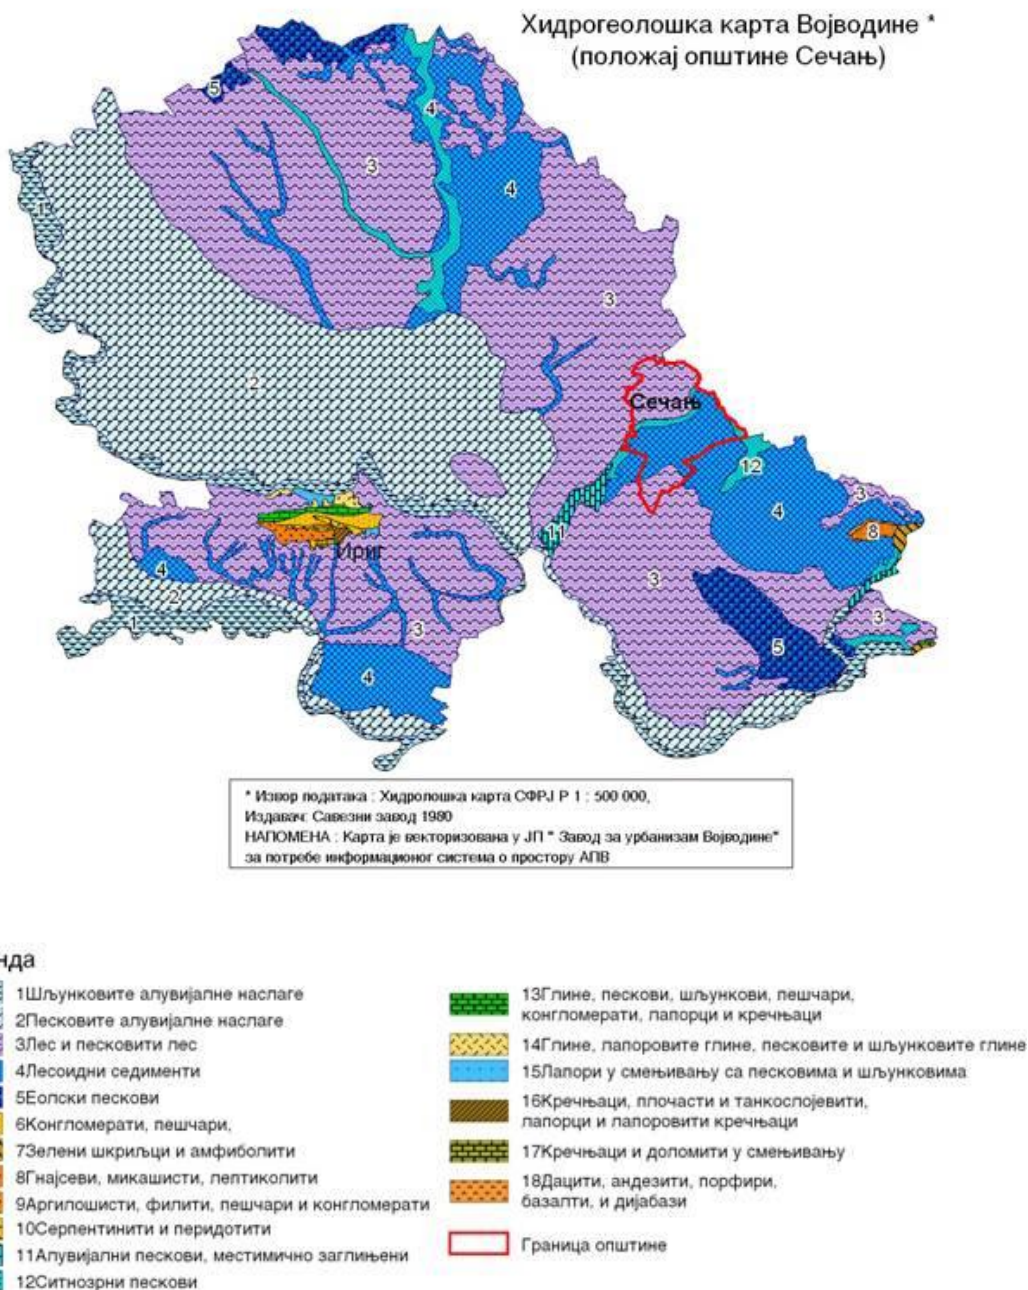 Хидрогеолошка карта Војводине *
(положај општине Сечањ)
5
4
3
4
1
3
2
Сечањ
12
3
4
8
11
Ириг
4
3
2
3
1
3
5
4
* Извор података : Хидролошка карта СФРЈ Р 1 : 500 000,
Издавач: Савезни завод 1980
НАПОМЕНА : Карта је векторизована у ЈП " Завод за урбанизам Војводине"
за потребе информационог система о простору АПВ
нда
1Шљунковите алувијалне наслаге
2Песковите алувијалне наслаге
3Лес и песковити лес
4Лесоидни седименти
5Еолски пескови
6Конгломерати, пешчари,
7Зелени шкриљци и амфиболити
8Гнајсеви, микашисти, лептиколити
9Аргилошисти, филити, пешчари и конгломерати
10Серпентинити и перидотити
11Алувијални пескови, местимично заглињени
12Ситнозрни пескови
13Глине, пескови, шљункови, пешчари,
конгломерати, лапорци и кречњаци
14Глине, лапоровите глине, песковите и шљунковите глине
15Лапори у смењивању са песковима и шљунковима
16Кречњаци, плочасти и танкослојевити,
лапорци и лапоровити кречњаци
17Кречњаци и доломити у смењивању
18Дацити, андезити, порфири,
базалти, и дијабази
Граница општине